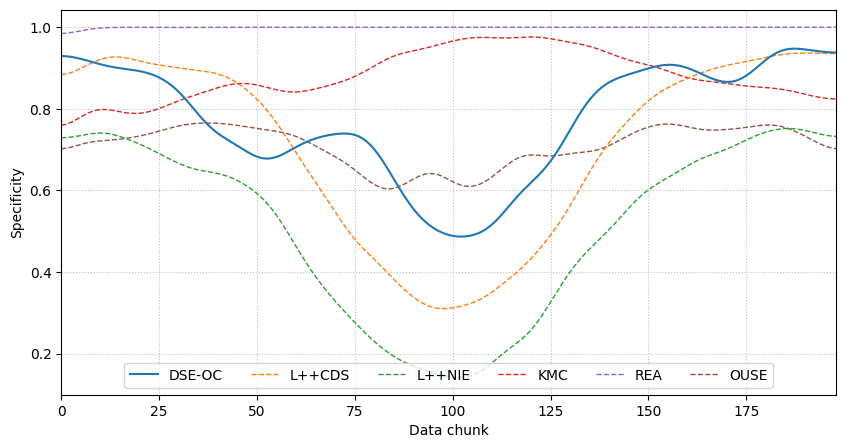 Specificity
1.0
0.8
0.6
0.4
0.2
DSE-OC L++CDS L++NIE KMC REA OUSE
0 25 50 75 100 125 150 175
Data chunk